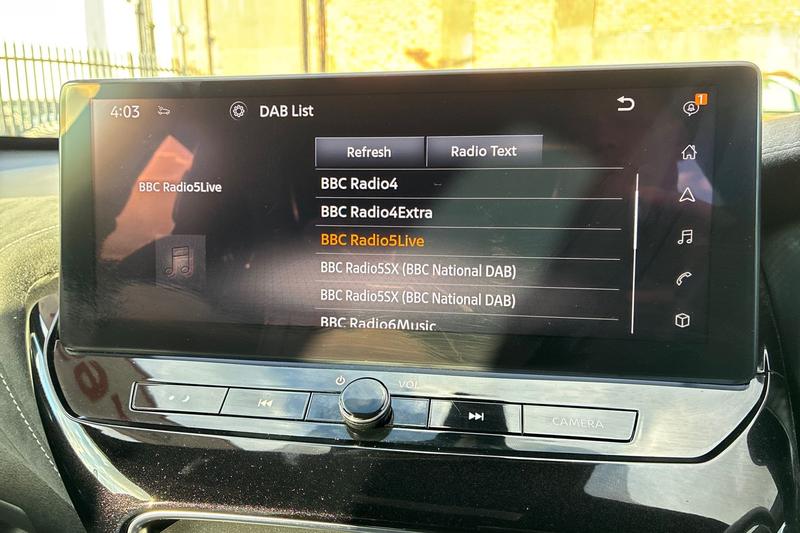 4:03
DAB List
1
Refresh
Radio Text
BBC Radio5Live
BBC Radio4
BBC Radio4Extra
BBC Radio5Live
BBC Radio5SX (BBC National DAB)
BBC Radio5SX (BBC National DAB)
BBC Radio6Music
VOL
CAMERA